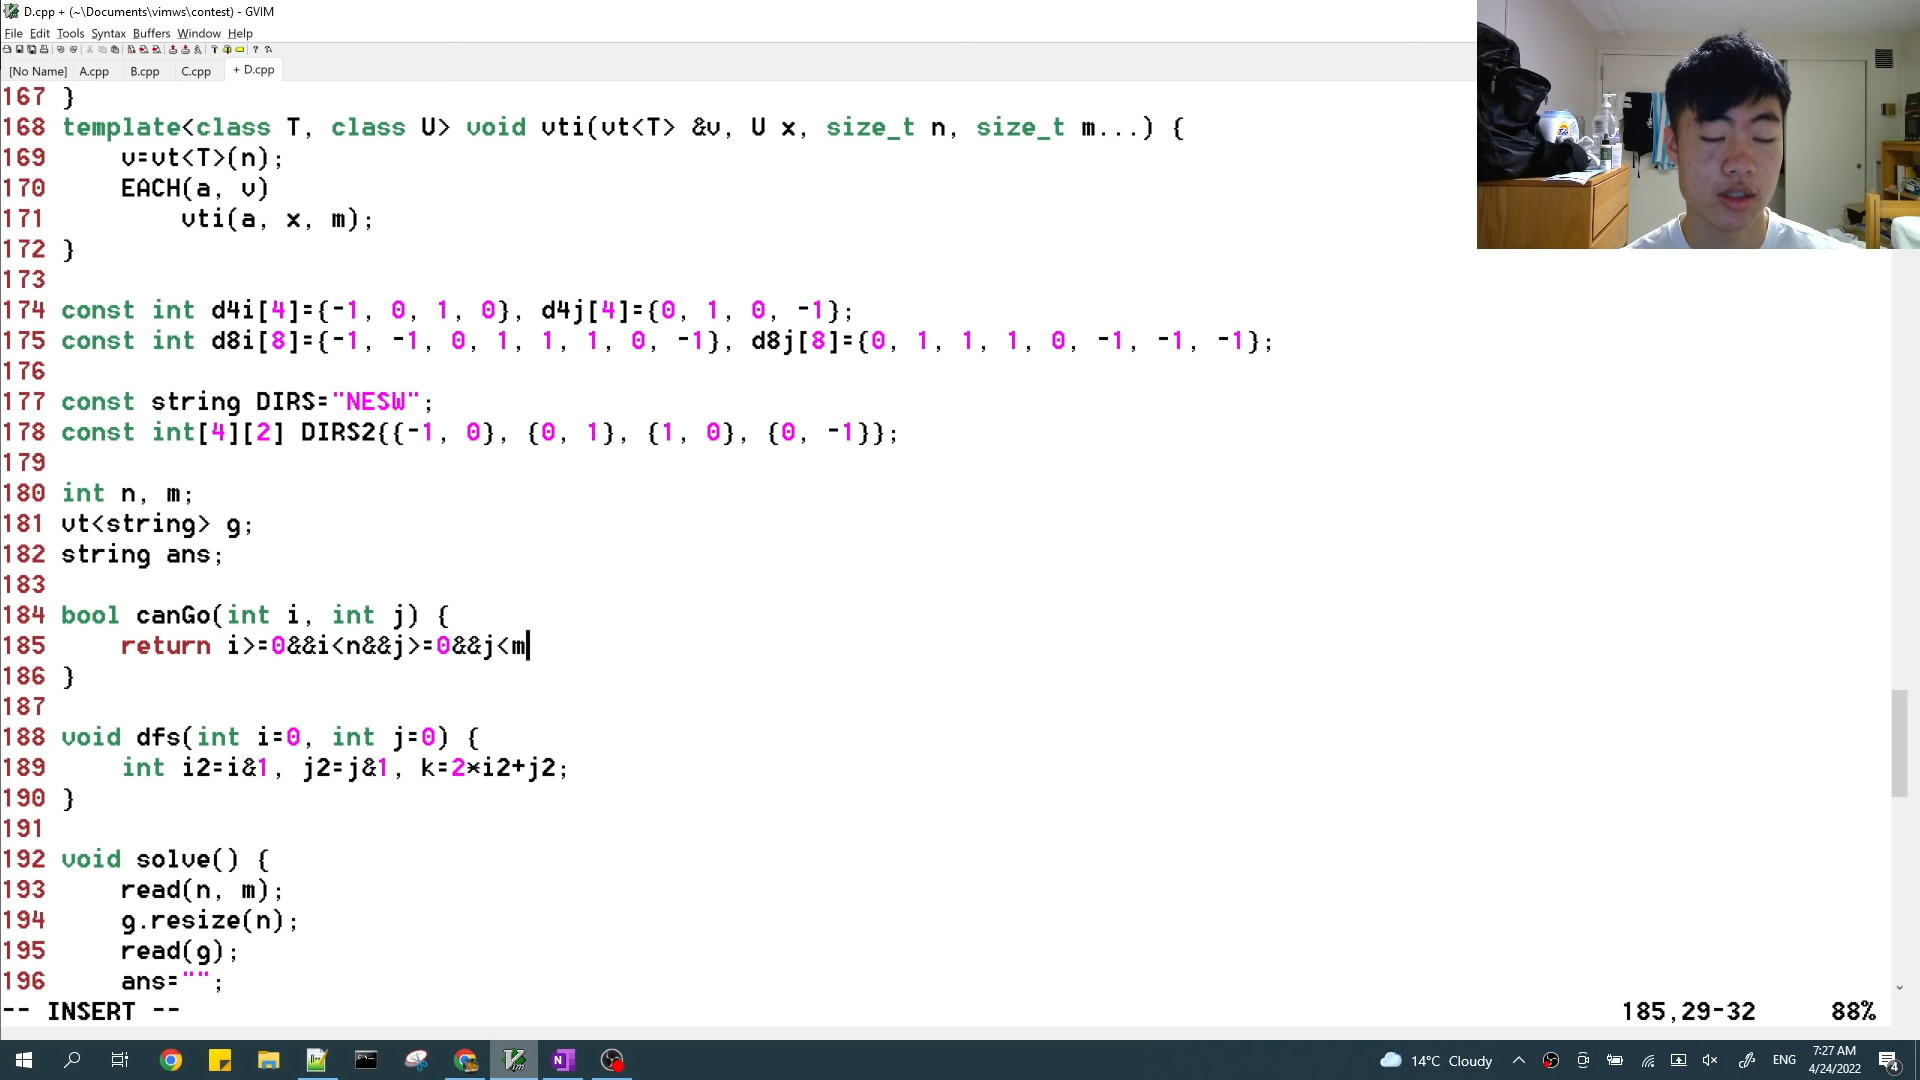 D.cpp + (~\Documents\vimws\contest) - GVIM
File Edit Tools Syntax Buffers Window Help
[No Name] A.cpp B.cpp C.cpp + D.cpp
167 }
168 template<class T, class U> void vti(vt<T> &v, U x, size_t n, size_t m...) {
169     v=vt<T>(n);
170     EACH(a, v)
171         vti(a, x, m);
172 }
173
174 const int d4i[4]={-1, 0, 1, 0}, d4j[4]={0, 1, 0, -1};
175 const int d8i[8]={-1, -1, 0, 1, 1, 1, 0, -1}, d8j[8]={0, 1, 1, 1, 0, -1, -1, -1};
176
177 const string DIRS="NESW";
178 const int[4][2] DIRS2{{-1, 0}, {0, 1}, {1, 0}, {0, -1}};
179
180 int n, m;
181 vt<string> g;
182 string ans;
183
184 bool canGo(int i, int j) {
185     return i>=0&&i<n&&j>=0&&j<m
186 }
187
188 void dfs(int i=0, int j=0) {
189     int i2=i&1, j2=j&1, k=2*i2+j2;
190 }
191
192 void solve() {
193     read(n, m);
194     g.resize(n);
195     read(g);
196     ans="";
-- INSERT -- 185,29-32 88%
14°C Cloudy ENG 7:27 AM
4/24/2022 4